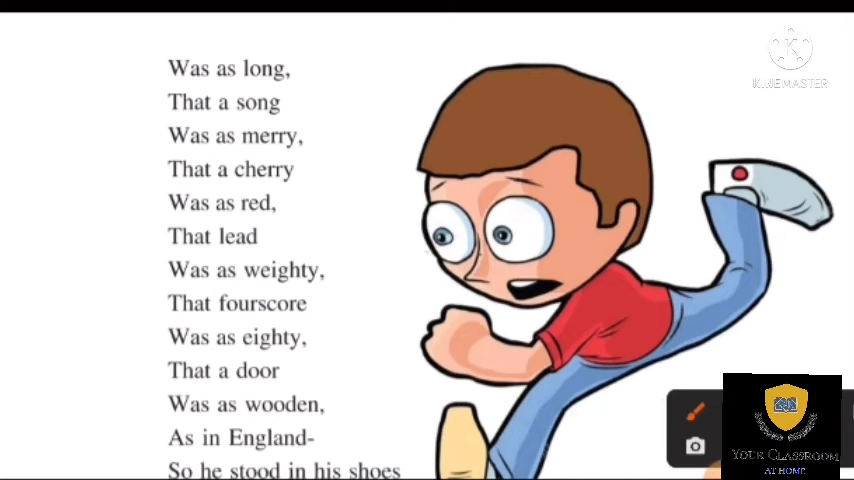 Was as long,
That a song
Was as merry,
That a cherry
Was as red,
That lead
Was as weighty,
That fourscore
Was as eighty,
That a door
Was as wooden,
As in England-
So he stood in his shoes
KINEMASTER
YOUR CLASSROOM
AT HOME